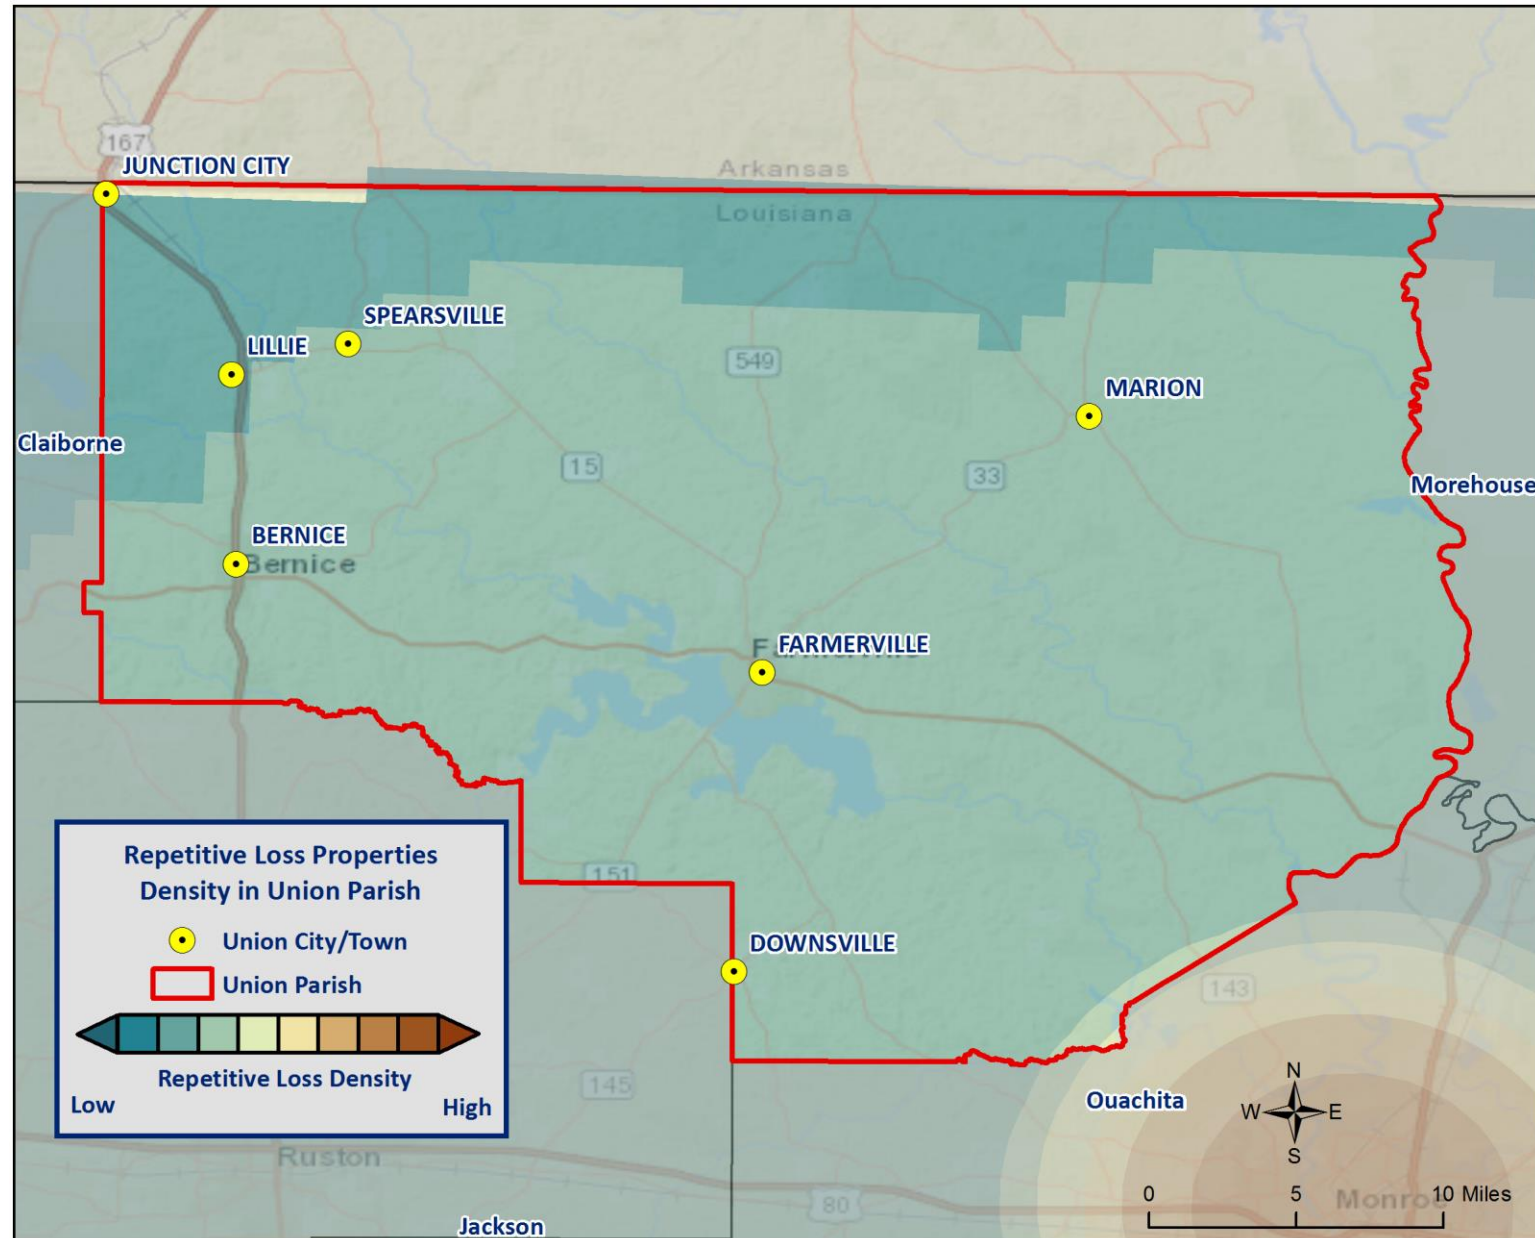 167
JUNCTION CITY
Arkansas
Louisiana
SPEARSVILLE
LILLIE
549
MARION
Claiborne
15
33
Morehouse
BERNICE
Bernice
FARMERVILLE
Farmerville
151
DOWNSVILLE
143
145
Ouachita
Ruston
80
Monroe
Jackson
Repetitive Loss Properties
Density in Union Parish
Union City/Town
Union Parish
Repetitive Loss Density
Low High
N
W E
S
0 5 10 Miles